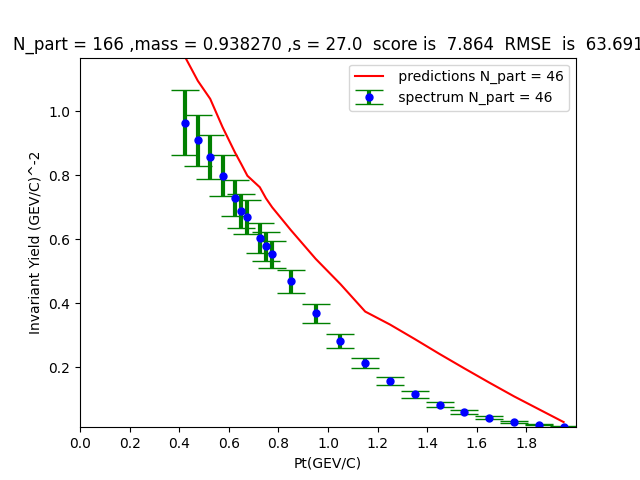 N_part = 166 ,mass = 0.938270 ,s = 27.0  score is  7.864  RMSE  is  63.691
predictions N_part = 46
spectrum N_part = 46
Invariant Yield (GEV/C)^-2
1.0
0.8
0.6
0.4
0.2
0.0 0.2 0.4 0.6 0.8 1.0 1.2 1.4 1.6 1.8
Pt(GEV/C)